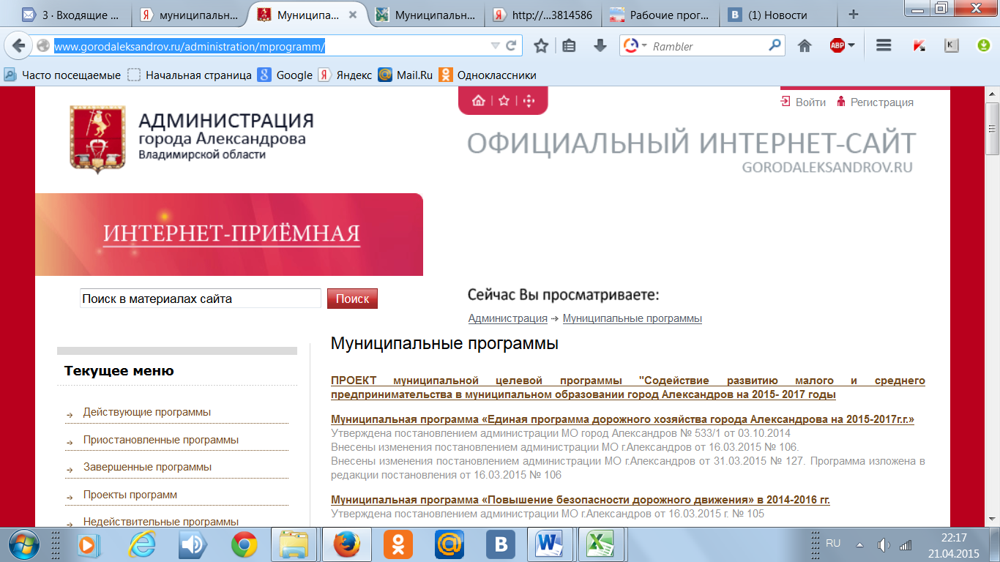 3 · Входящие
муниципальн...
Муниципа...
Муниципальн...
http://...3814586
Рабочие прог...
(1) Новости
www.gorodaleksandrov.ru/administration/mprogramm/
Rambler
ABP
K
Часто посещаемые
Начальная страница
Google
Яндекс
Mail.Ru
Одноклассники
Войти
Регистрация
АДМИНИСТРАЦИЯ
города Александрова
Владимирской области
ОФИЦИАЛЬНЫЙ ИНТЕРНЕТ-САЙТ
GORODALEKSANDROV.RU
ИНТЕРНЕТ-ПРИЁМНАЯ
Поиск в материалах сайта
Поиск
Сейчас Вы просматриваете:
Администрация
Муниципальные программы
Текущее меню
Действующие программы
Приостановленные программы
Завершенные программы
Проекты программ
Недействительные программы
Муниципальные программы
ПРОЕКТ муниципальной целевой программы "Содействие развитию малого и среднего
предпринимательства в муниципальном образовании город Александров на 2015- 2017 годы
Муниципальная программа «Единая программа дорожного хозяйства города Александрова на 2015-2017г.г.»
Утверждена постановлением администрации МО город Александров № 533/1 от 03.10.2014
Внесены изменения постановлением администрации МО г.Александров от 16.03.2015 № 106.
Внесены изменения постановлением администрации МО г.Александров от 31.03.2015 № 127. Программа изложена в
редакции постановления от 16.03.2015 № 106
Муниципальная программа «Повышение безопасности дорожного движения» в 2014-2016 гг.
Утверждена постановлением администрации МО г.Александров от 16.03.2015 г. № 105
RU
22:17
21.04.2015